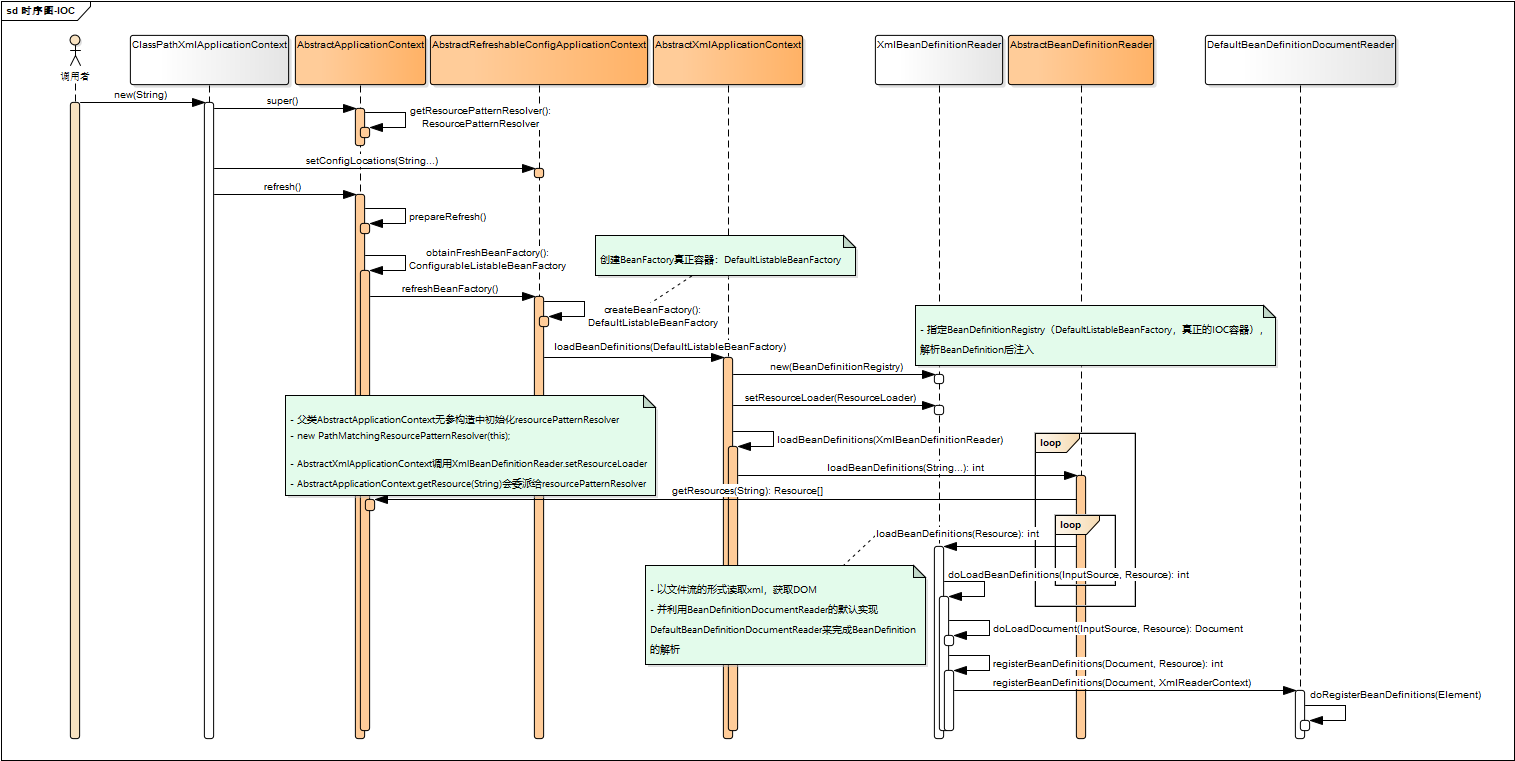 sd 时序图-IOC
调用者
ClassPathXmlApplicationContext
AbstractApplicationContext
AbstractRefreshableConfigApplicationContext
AbstractXmlApplicationContext
XmlBeanDefinitionReader
AbstractBeanDefinitionReader
DefaultBeanDefinitionDocumentReader
new(String)
super()
getResourcePatternResolver():
ResourcePatternResolver
setConfigLocations(String...)
refresh()
prepareRefresh()
obtainFreshBeanFactory():
ConfigurableListableBeanFactory
创建BeanFactory真正容器：DefaultListableBeanFactory
refreshBeanFactory()
createBeanFactory():
DefaultListableBeanFactory
- 指定BeanDefinitionRegistry（DefaultListableBeanFactory，真正的IOC容器），
解析BeanDefinition后注入
loadBeanDefinitions(DefaultListableBeanFactory)
new(BeanDefinitionRegistry)
setResourceLoader(ResourceLoader)
- 父类AbstractApplicationContext无参构造中初始化resourcePatternResolver
- new PathMatchingResourcePatternResolver(this);
- AbstractXmlApplicationContext调用XmlBeanDefinitionReader.setResourceLoader
- AbstractApplicationContext.getResource(String)会委派给resourcePatternResolver
loadBeanDefinitions(XmlBeanDefinitionReader)
loop
loadBeanDefinitions(String...): int
getResources(String): Resource[]
loop
loadBeanDefinitions(Resource): int
- 以文件流的形式读取xml，获取DOM
- 并利用BeanDefinitionDocumentReader的默认实现
DefaultBeanDefinitionDocumentReader来完成BeanDefinition
的解析
doLoadBeanDefinitions(InputSource, Resource): int
doLoadDocument(InputSource, Resource): Document
registerBeanDefinitions(Document, Resource): int
registerBeanDefinitions(Document, XmlReaderContext)
doRegisterBeanDefinitions(Element)